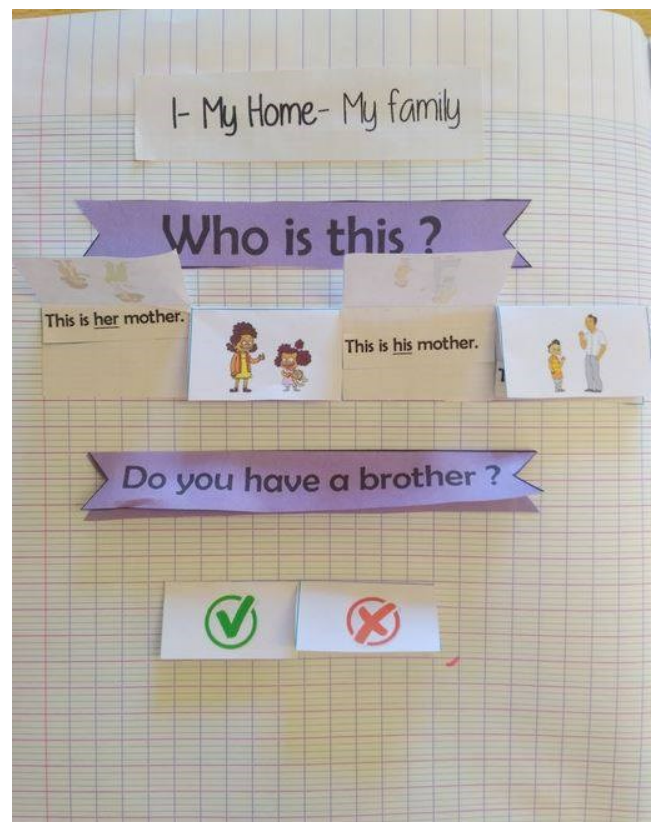 I- My Home- My family
Who is this ?
This is her mother.
This is his mother.
Do you have a brother ?